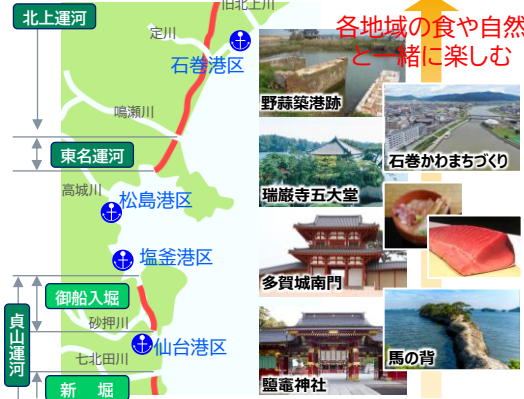 北上運河
旧北上川
定川
石巻港区
鳴瀬川
東名運河
高城川
松島港区
塩釜港区
御船入堀
貞山運河
砂押川
仙台港区
七北田川
新 堀
各地域の食や自然
と一緒に楽しむ
野蒜築港跡
石巻かわまちづくり
瑞巌寺五大堂
多賀城南門
馬の背
鹽竈神社